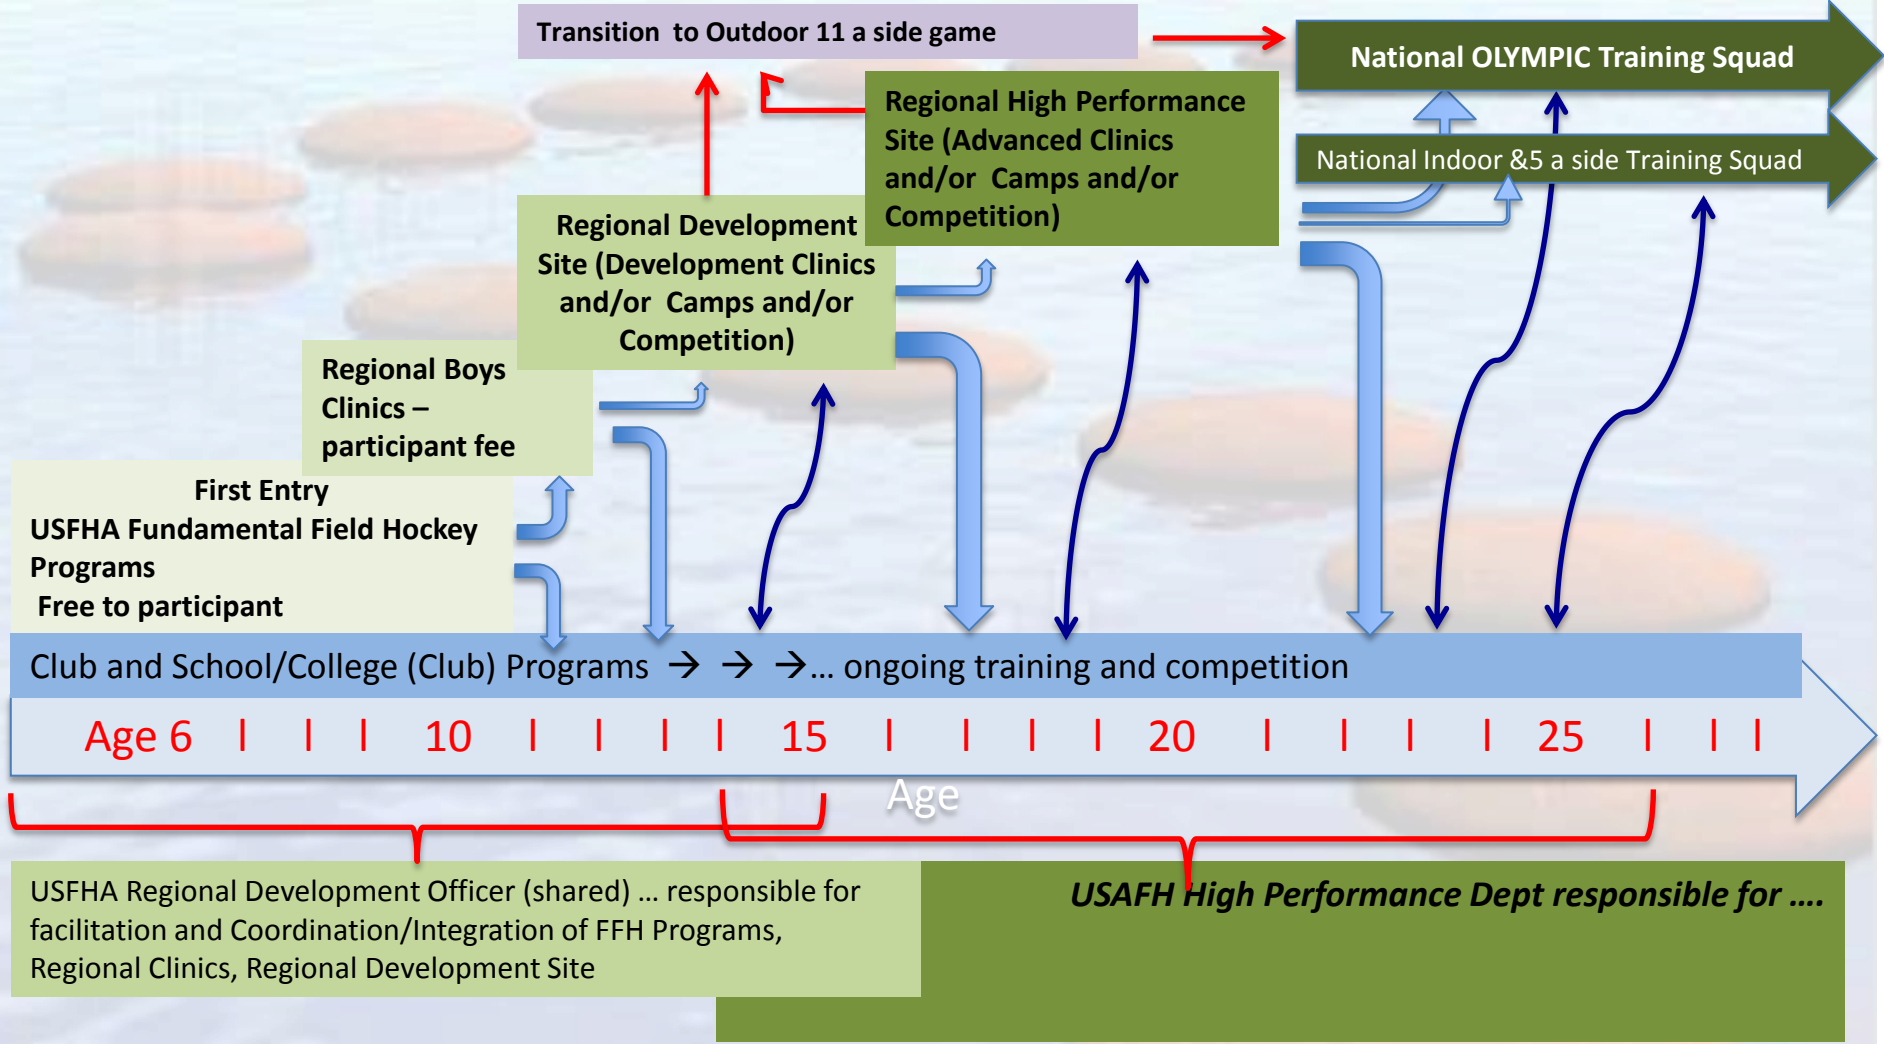 Transition  to Outdoor 11 a side game
National OLYMPIC Training Squad
Regional High Performance
Site (Advanced Clinics
and/or  Camps and/or
Competition)
National Indoor &5 a side Training Squad
Regional Development
Site (Development Clinics
and/or  Camps and/or
Competition)
Regional Boys
Clinics –
participant fee
First Entry
USFHA Fundamental Field Hockey
Programs
Free to participant
Club and School/College (Club) Programs → → →… ongoing training and competition
Age 6 l l l 10 l l l l 15 l l l l 20 l l l l 25 l l l
Age
USFHA Regional Development Officer (shared) … responsible for
facilitation and Coordination/Integration of FFH Programs,
Regional Clinics, Regional Development Site
USAFH High Performance Dept responsible for ….